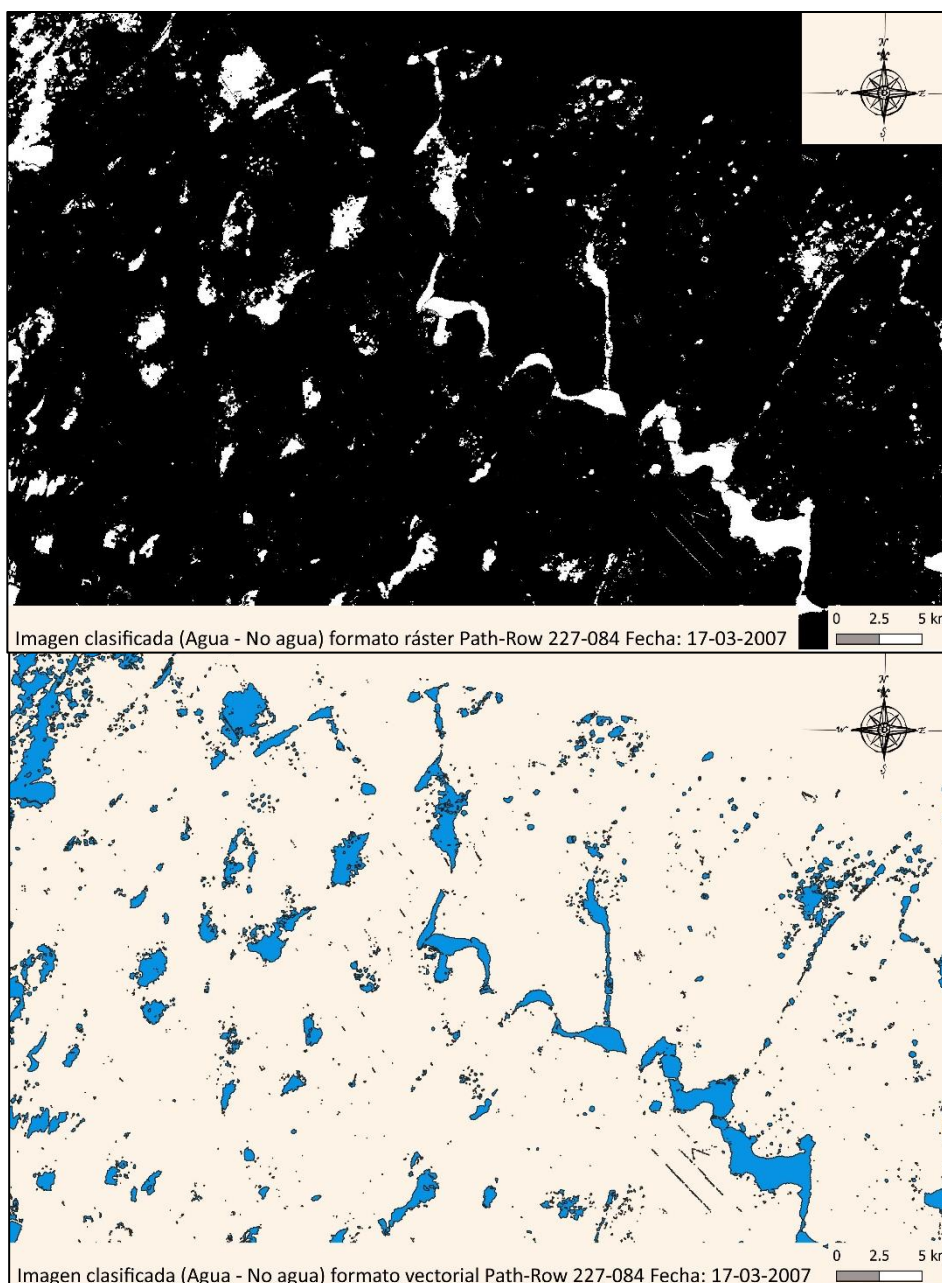 N
W E
S
Imagen clasificada (Agua - No agua) formato ráster Path-Row 227-084 Fecha: 17-03-2007
0 2.5 5 km
N
W E
S
0 2.5 5 km
Imagen clasificada (Agua - No agua) formato vectorial Path-Row 227-084 Fecha: 17-03-2007